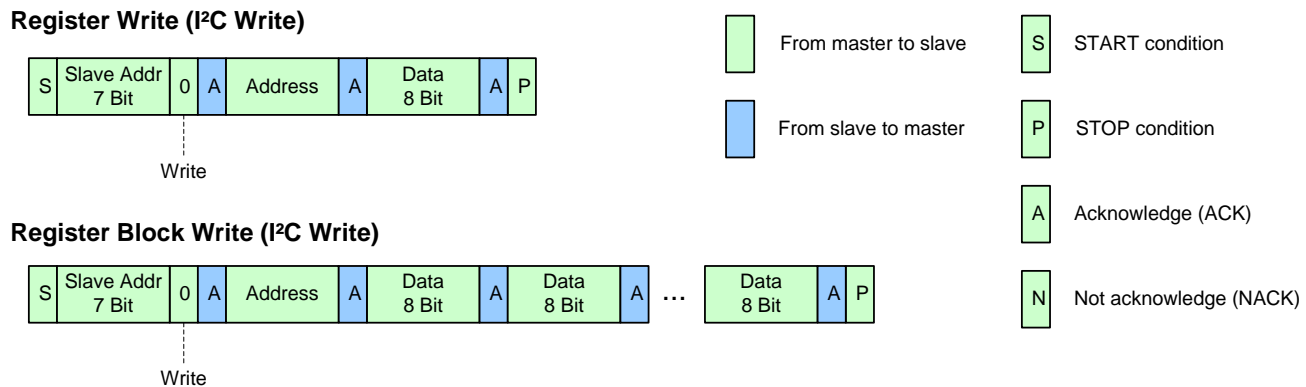 Register Write (I²C Write)
S Slave Addr 7 Bit 0 A Address A Data 8 Bit A P
Write
Register Block Write (I²C Write)
S Slave Addr 7 Bit 0 A Address A Data 8 Bit A Data 8 Bit A ... Data 8 Bit A P
Write
From master to slave
From slave to master
S START condition
P STOP condition
A Acknowledge (ACK)
N Not acknowledge (NACK)